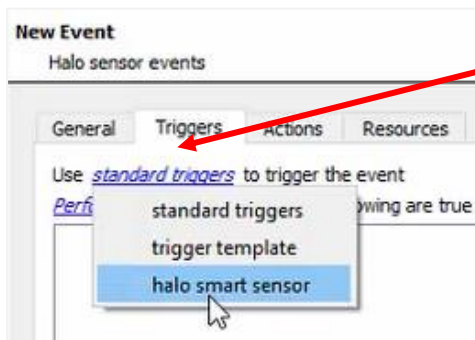 New Event
Halo sensor events
General Triggers Actions Resources
Use standard triggers to trigger the event
owing are true
standard triggers
trigger template
halo smart sensor